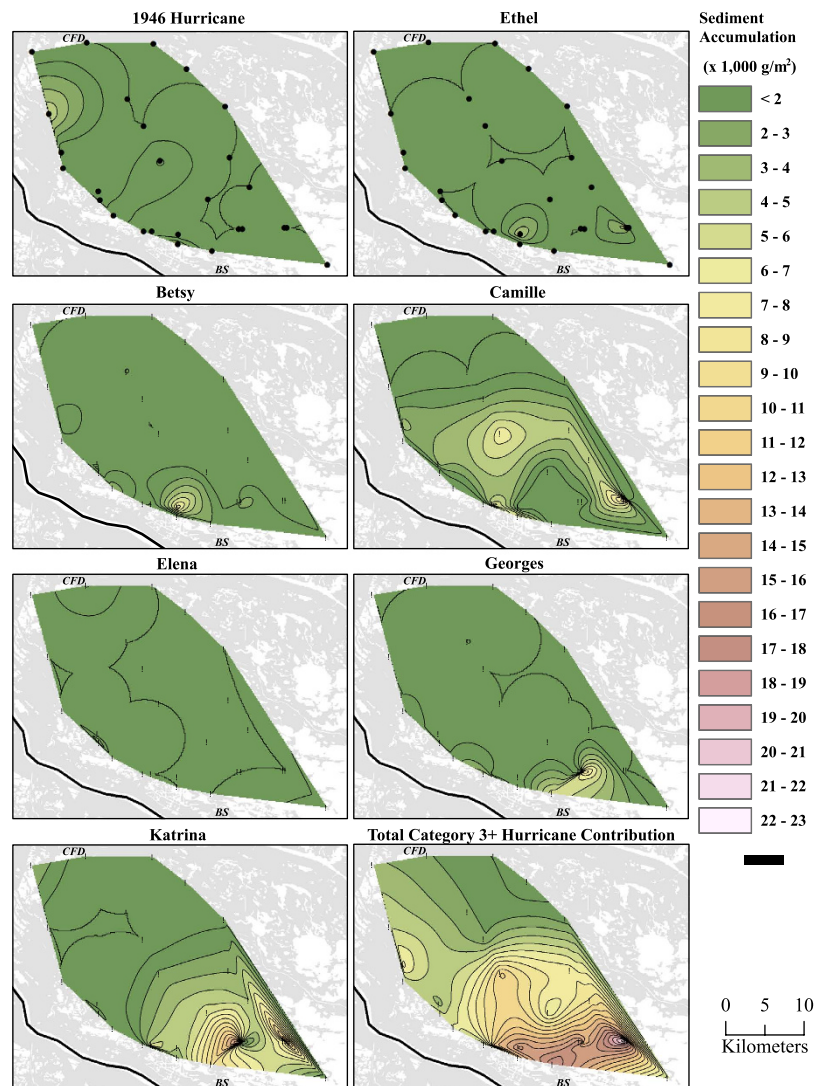 1946 Hurricane
CFD
BS
Ethel
CFD
BS
Betsy
CFD
BS
Camille
CFD
BS
Elena
CFD
BS
Georges
CFD
BS
Katrina
CFD
BS
Total Category 3+ Hurricane Contribution
CFD
BS
Sediment
Accumulation
(x 1,000 g/m²)
< 2
2 - 3
3 - 4
4 - 5
5 - 6
6 - 7
7 - 8
8 - 9
9 - 10
10 - 11
11 - 12
12 - 13
13 - 14
14 - 15
15 - 16
16 - 17
17 - 18
18 - 19
19 - 20
20 - 21
21 - 22
22 - 23
0 5 10
Kilometers